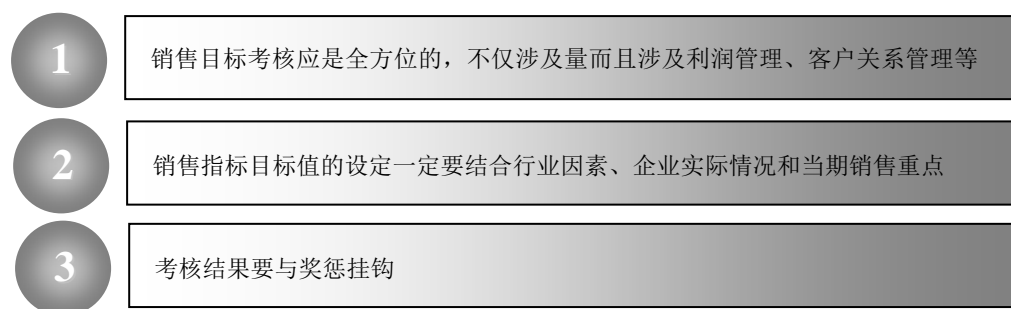 1
销售目标考核应是全方位的，不仅涉及量而且涉及利润管理、客户关系管理等
2
销售指标目标值的设定一定要结合行业因素、企业实际情况和当期销售重点
3
考核结果要与奖惩挂钩